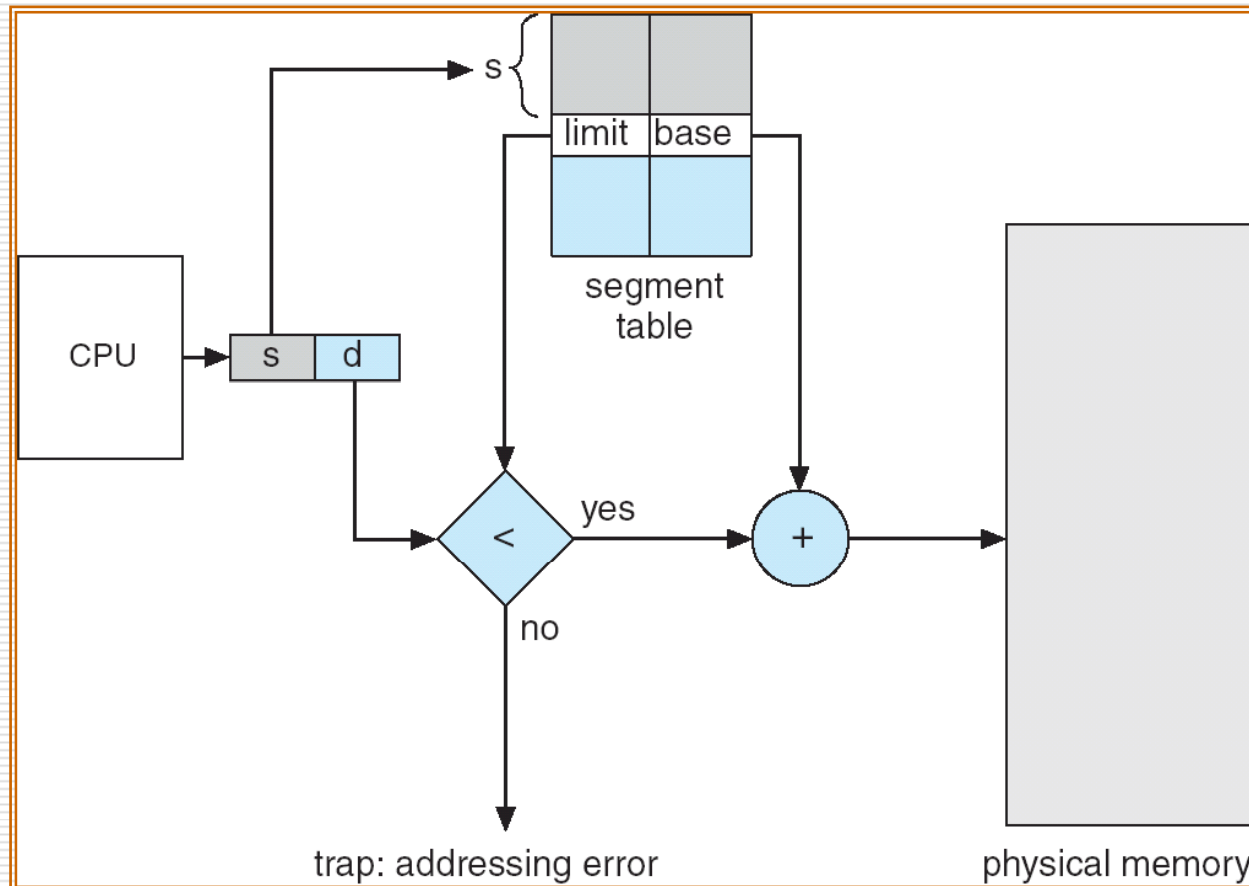 s
limit base
segment
table
CPU
s d
<
yes
+
no
trap: addressing error
physical memory